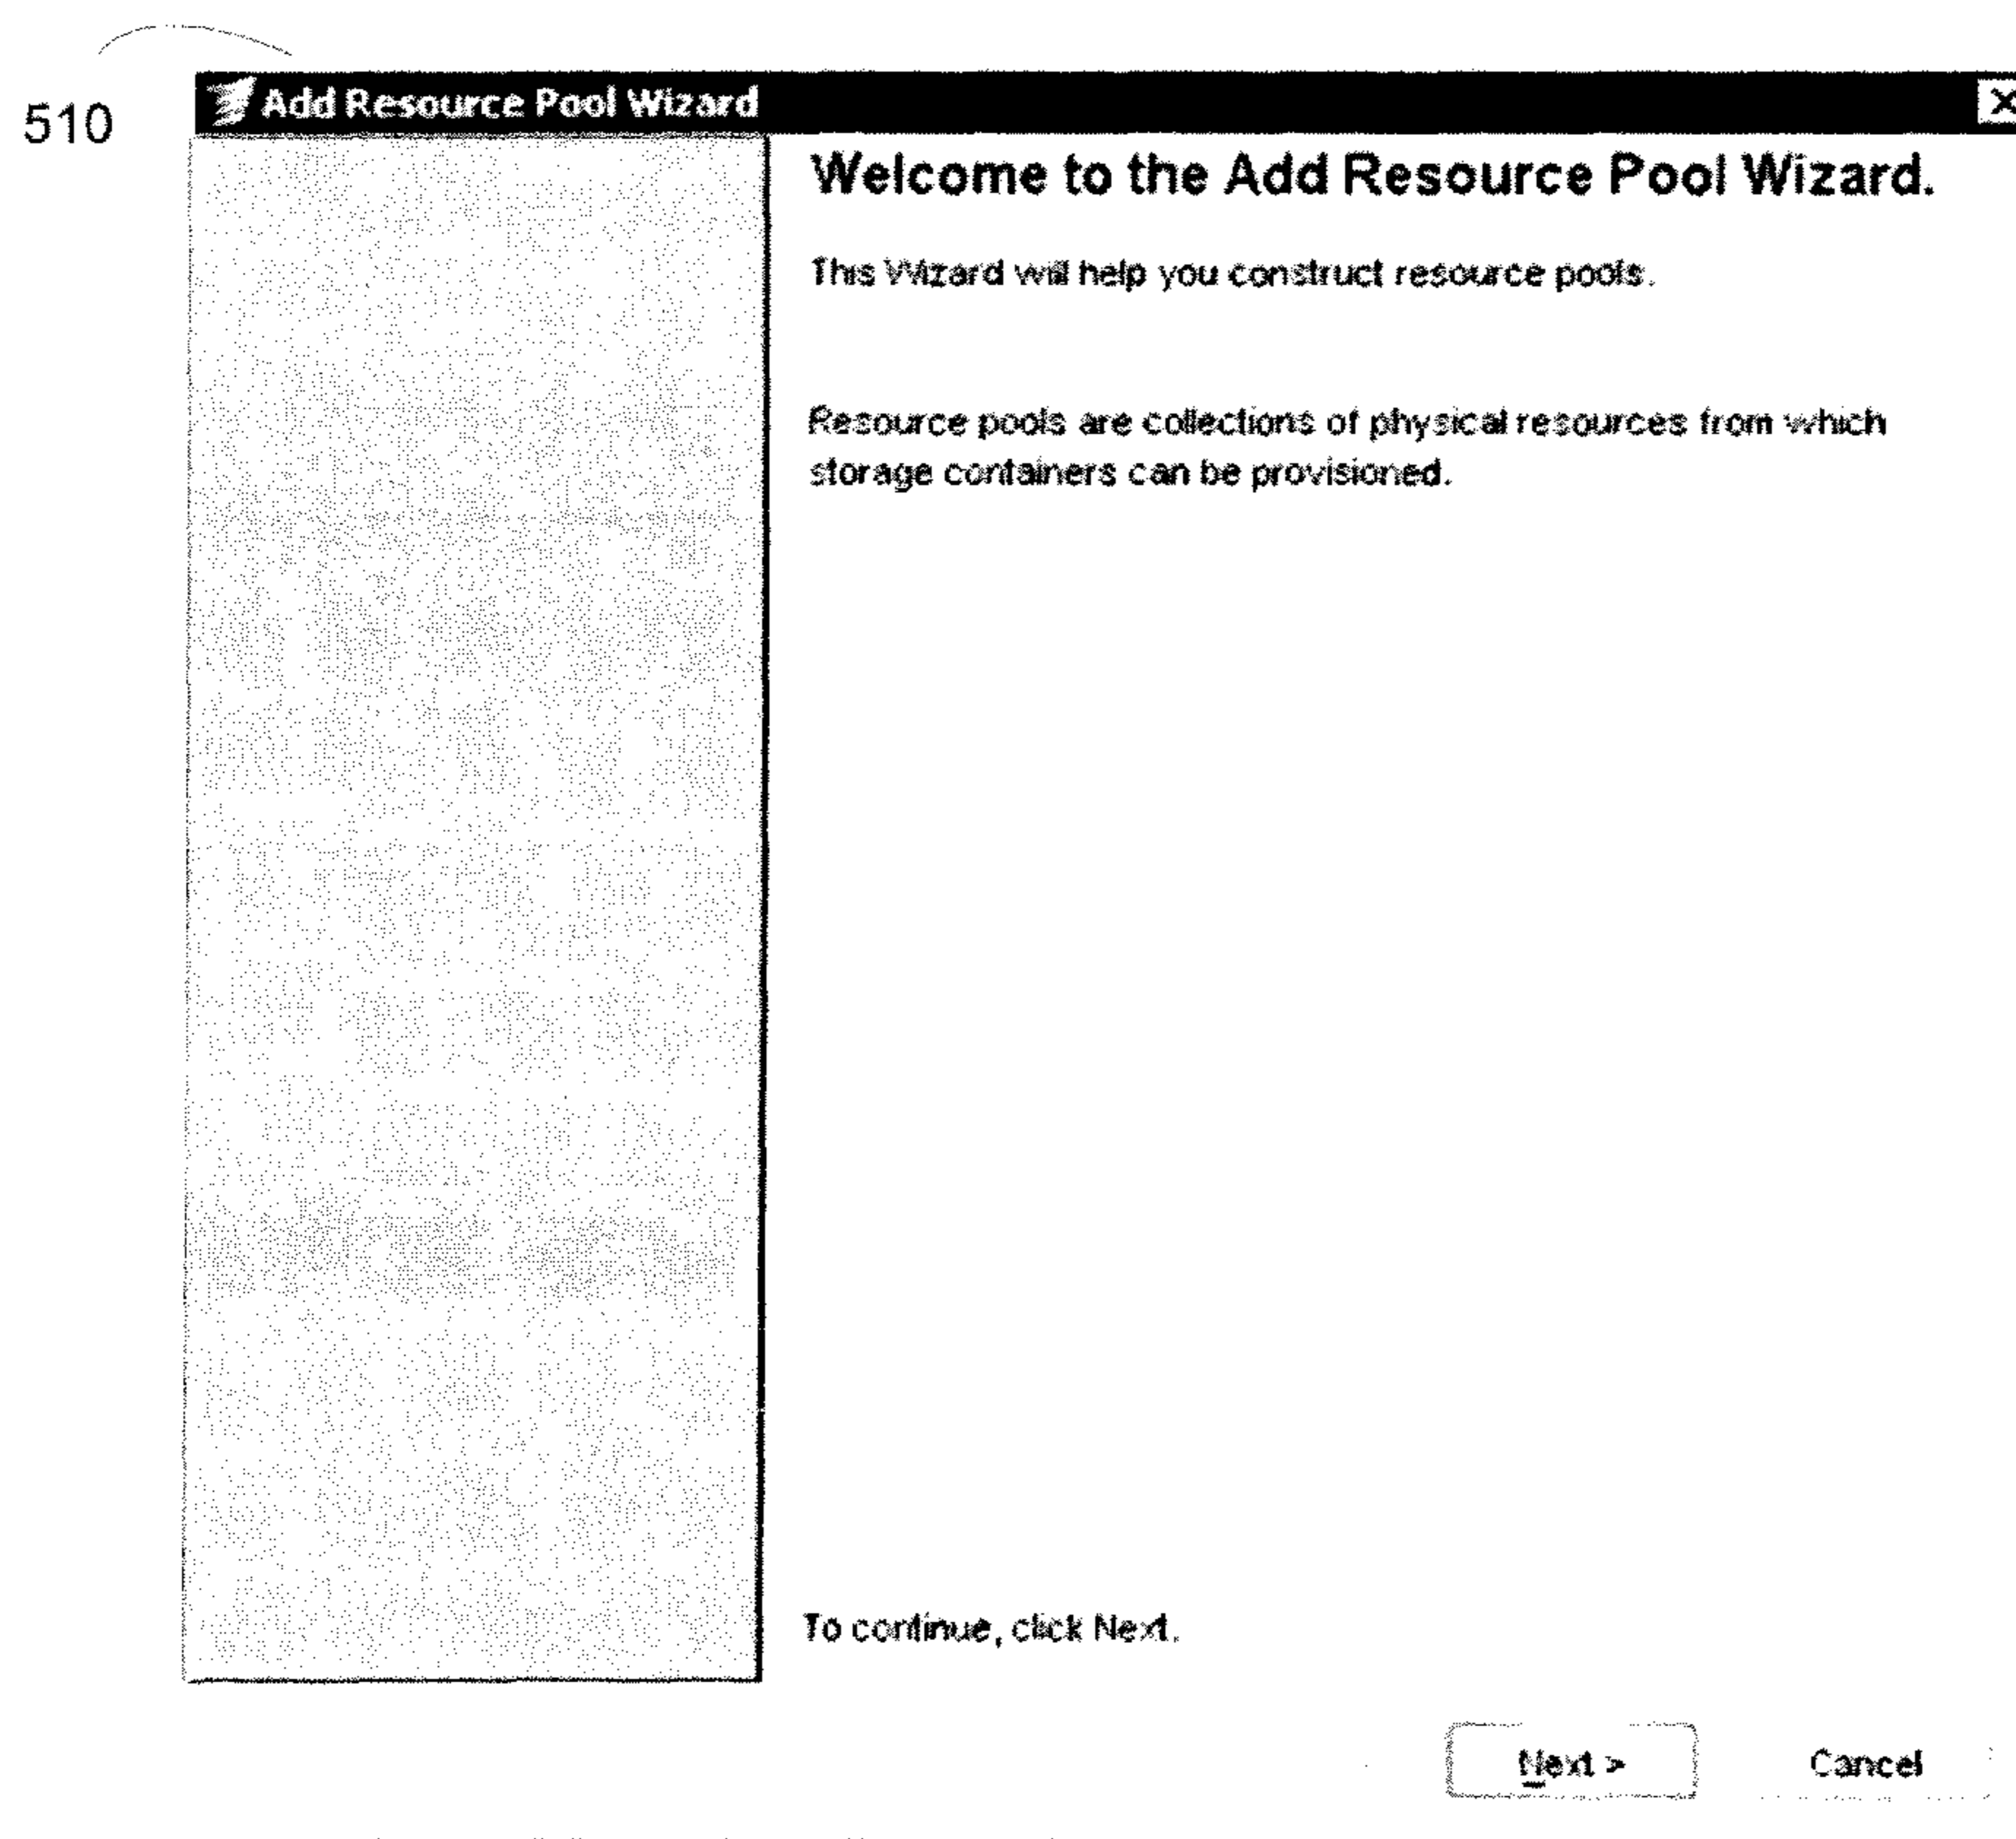 510
Add Resource Pool Wizard
X
Welcome to the Add Resource Pool Wizard.
This Wizard will help you construct resource pools.
Resource pools are collections of physical resources from which
storage containers can be provisioned.
To continue, click Next.
Next >
Cancel